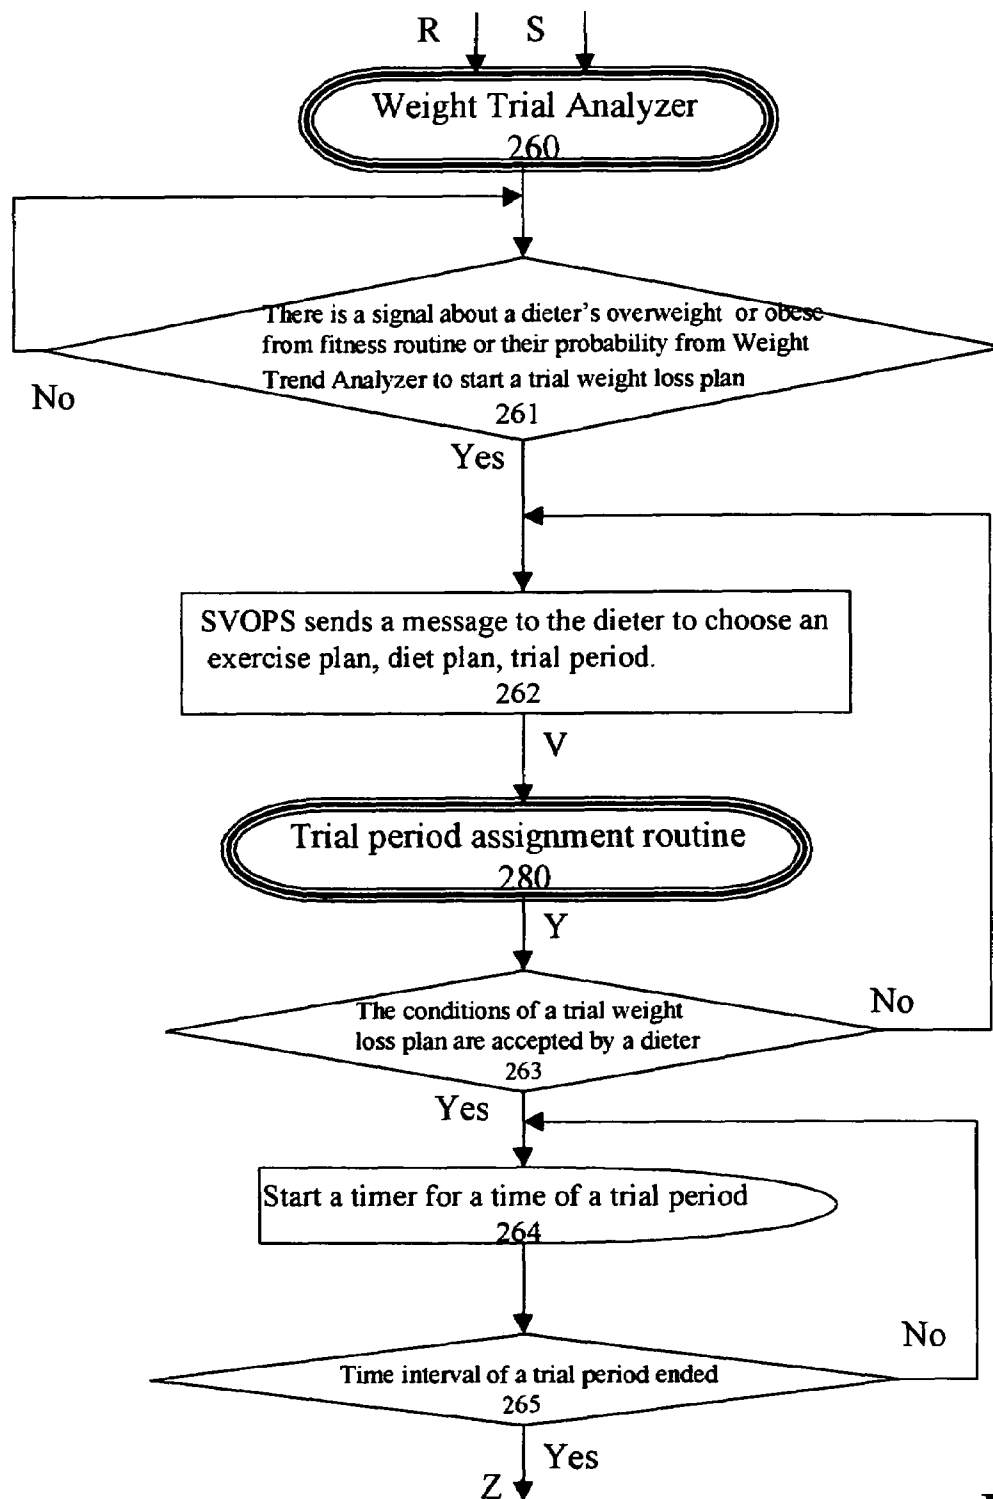 R S
Weight Trial Analyzer
260
There is a signal about a dieter's overweight or obese
from fitness routine or their probability from Weight
Trend Analyzer to start a trial weight loss plan
261
No
Yes
SVOPS sends a message to the dieter to choose an
exercise plan, diet plan, trial period.
262
V
Trial period assignment routine
280
Y
The conditions of a trial weight
loss plan are accepted by a dieter
263
No
Yes
Start a timer for a time of a trial period
264
No
Time interval of a trial period ended
265
Yes
Z